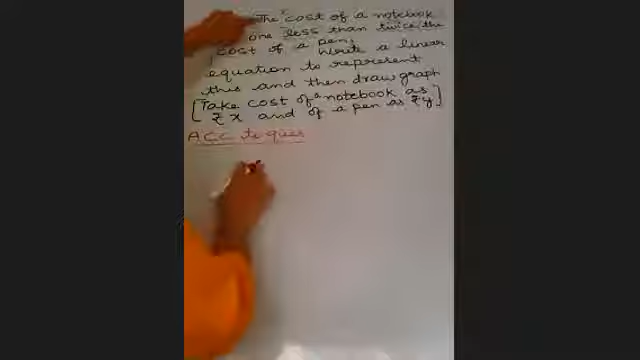 The cost of a notebook
one less than twice the
cost of a pen, Write a linear
equation to represent
this and then draw graph
[Take cost of a notebook as
₹ x and of a pen as ₹ y]
ACC to ques